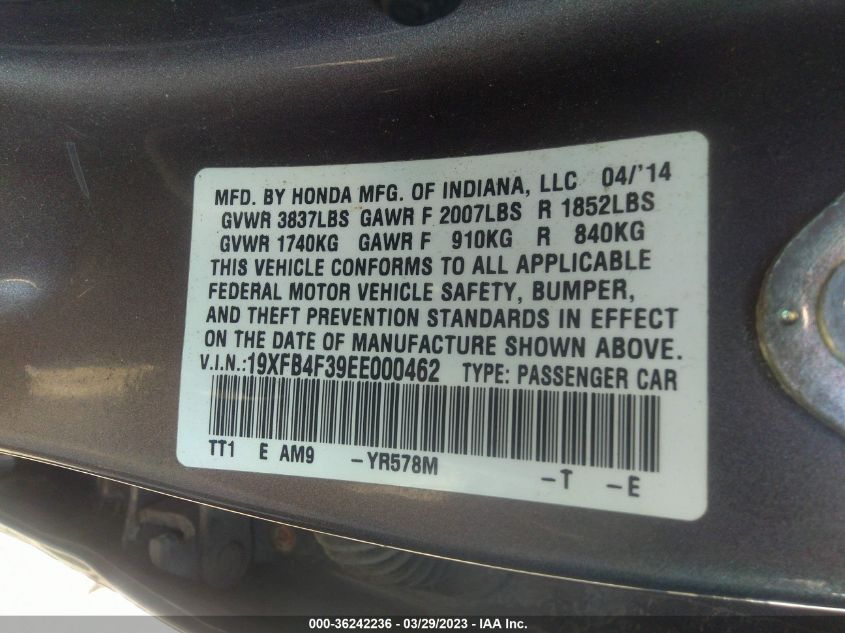 MFD. BY HONDA MFG. OF INDIANA, LLC 04/'14
GVWR 3837LBS GAWR F 2007LBS R 1852LBS
GVWR 1740KG GAWR F 910KG R 840KG
THIS VEHICLE CONFORMS TO ALL APPLICABLE
FEDERAL MOTOR VEHICLE SAFETY, BUMPER,
AND THEFT PREVENTION STANDARDS IN EFFECT
ON THE DATE OF MANUFACTURE SHOWN ABOVE.
V.I.N.:19XFB4F39EE000462 TYPE: PASSENGER CAR
TT1 E AM9 -YR578M -T -E
000-36242236 - 03/29/2023 - IAA Inc.